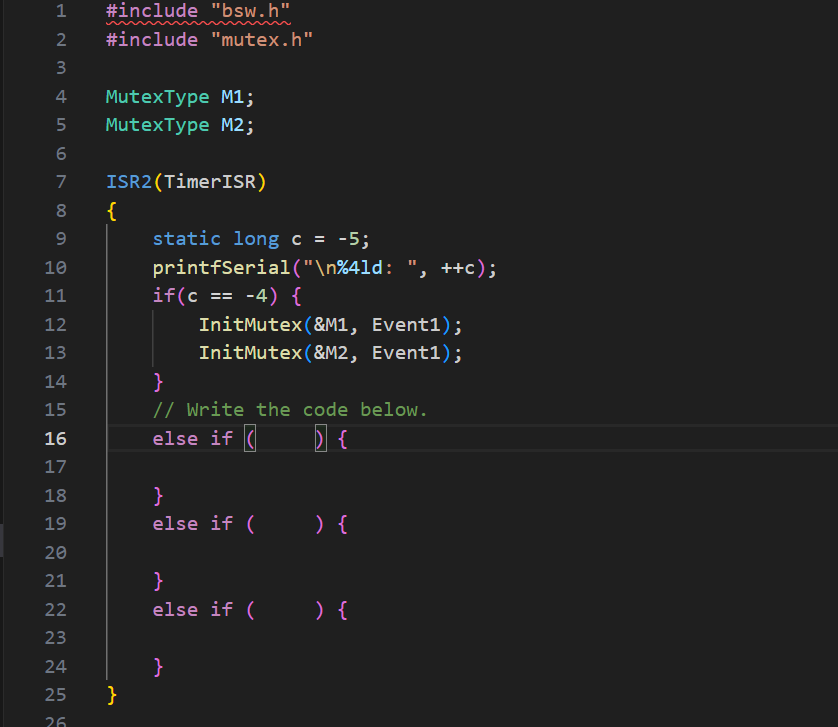 1 #include "bsw.h"
2 #include "mutex.h"
3
4 MutexType M1;
5 MutexType M2;
6
7 ISR2(TimerISR)
8 {
9     static long c = -5;
10     printfSerial("\n%4ld: ", ++c);
11     if(c == -4) {
12         InitMutex(&M1, Event1);
13         InitMutex(&M2, Event1);
14     }
15     // Write the code below.
16     else if (     ) {
17
18     }
19     else if (     ) {
20
21     }
22     else if (     ) {
23
24     }
25 }
26